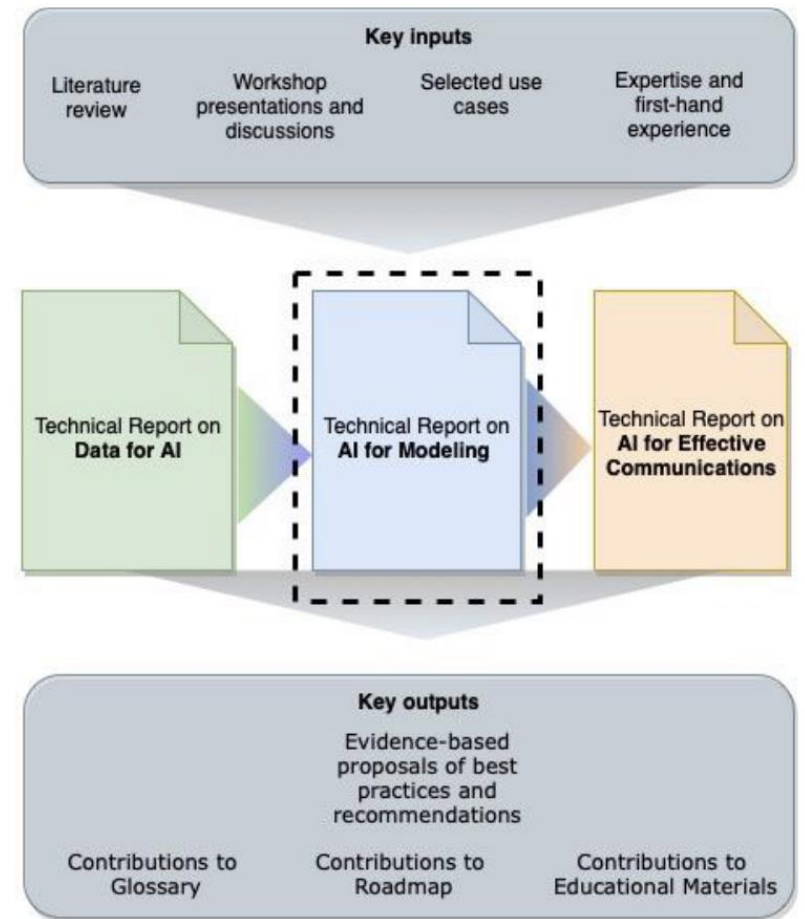 Key inputs
Literature
review
Workshop
presentations and
discussions
Selected use
cases
Expertise and
first-hand
experience
Technical Report on
Data for AI
Technical Report on
AI for Modeling
Technical Report on
AI for Effective
Communications
Key outputs
Evidence-based
proposals of best
practices and
recommendations
Contributions to
Glossary
Contributions to
Roadmap
Contributions to
Educational Materials